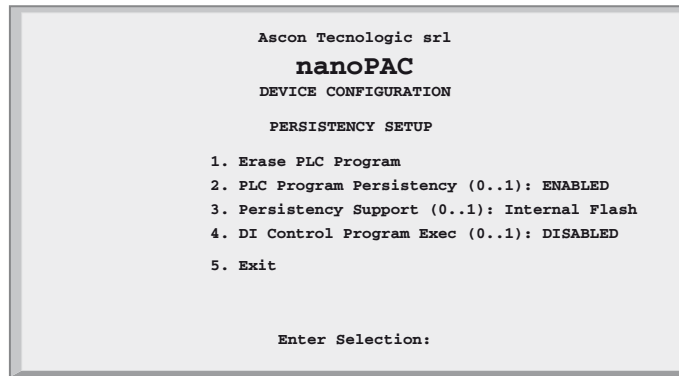 Ascon Tecnologic srl
nanoPAC
DEVICE CONFIGURATION
PERSISTENCY SETUP
1. Erase PLC Program
2. PLC Program Persistency (0..1): ENABLED
3. Persistency Support (0..1): Internal Flash
4. DI Control Program Exec (0..1): DISABLED
5. Exit
Enter Selection: